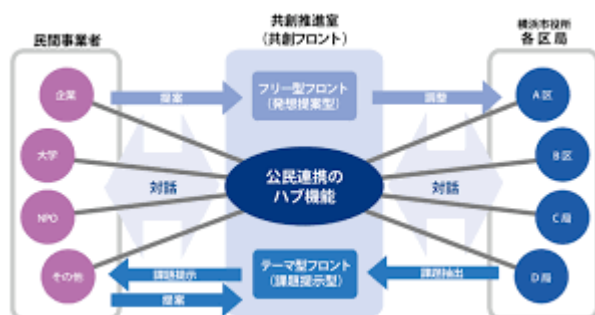 民間事業者
共創推進室
(共創フロント)
横浜市役所
各区局
企業
大学
NPO
その他
提案
フリー型フロント
(発想提案型)
調整
対話
公民連携の
ハブ機能
対話
課題提示
提案
テーマ型フロント
(課題提示型)
課題抽出
A区
B区
C局
D局